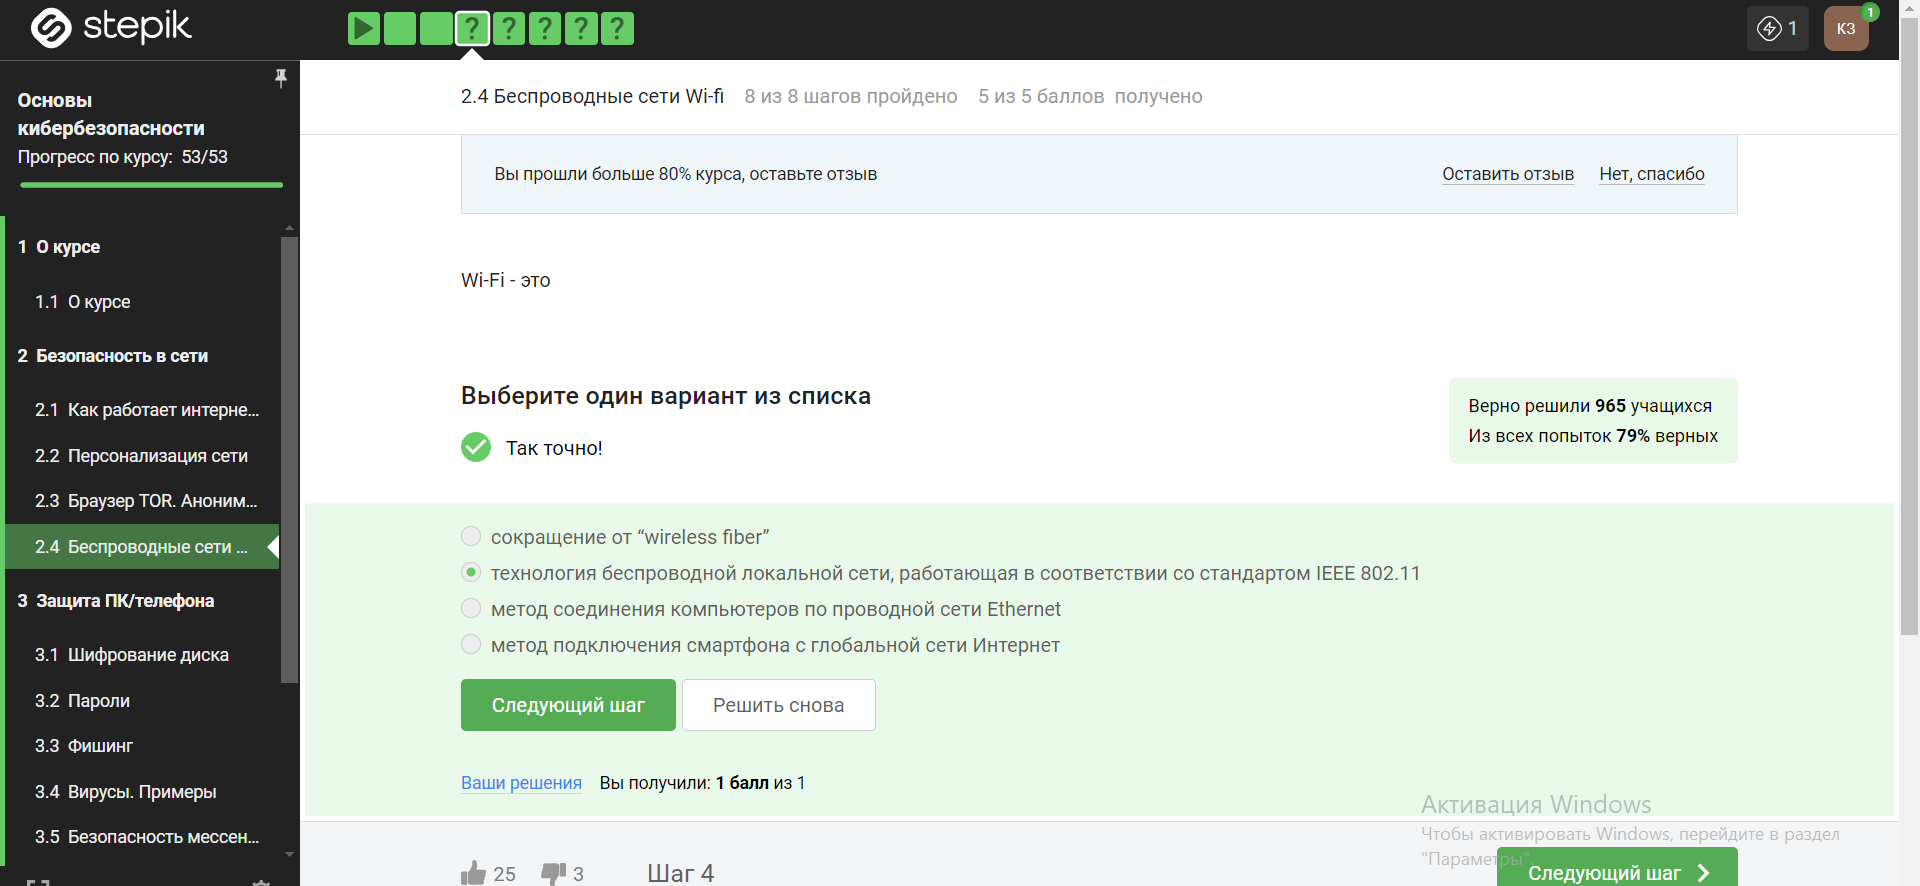 stepik
? ? ? ? ?
1
КЗ
1
Основы
кибербезопасности
Прогресс по курсу: 53/53
1 О курсе
1.1 О курсе
2 Безопасность в сети
2.1 Как работает интерне...
2.2 Персонализация сети
2.3 Браузер TOR. Аноним...
2.4 Беспроводные сети ...
3 Защита ПК/телефона
3.1 Шифрование диска
3.2 Пароли
3.3 Фишинг
3.4 Вирусы. Примеры
3.5 Безопасность мессен...
2.4 Беспроводные сети Wi-fi 8 из 8 шагов пройдено 5 из 5 баллов получено
Вы прошли больше 80% курса, оставьте отзыв
Оставить отзыв Нет, спасибо
Wi-Fi - это
Выберите один вариант из списка
Так точно!
Верно решили 965 учащихся
Из всех попыток 79% верных
сокращение от “wireless fiber”
технология беспроводной локальной сети, работающая в соответствии со стандартом IEEE 802.11
метод соединения компьютеров по проводной сети Ethernet
метод подключения смартфона с глобальной сети Интернет
Следующий шаг Решить снова
Ваши решения Вы получили: 1 балл из 1
Активация Windows
Чтобы активировать Windows, перейдите в раздел
"Параметры".
25 3 Шаг 4
Следующий шаг